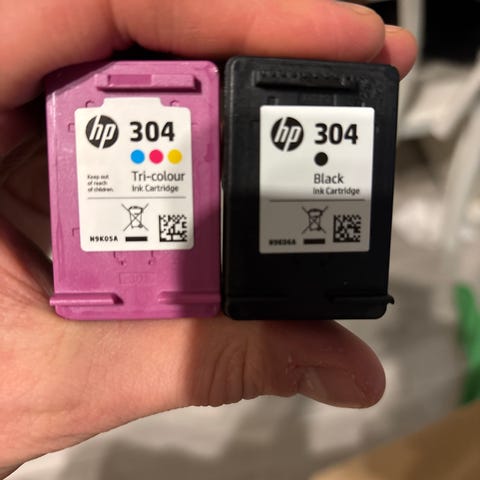 hp 304
Tri-colour
Ink Cartridge
Keep out
of reach
of children.
N9K05A
304
hp 304
Black
Ink Cartridge
N9K06A